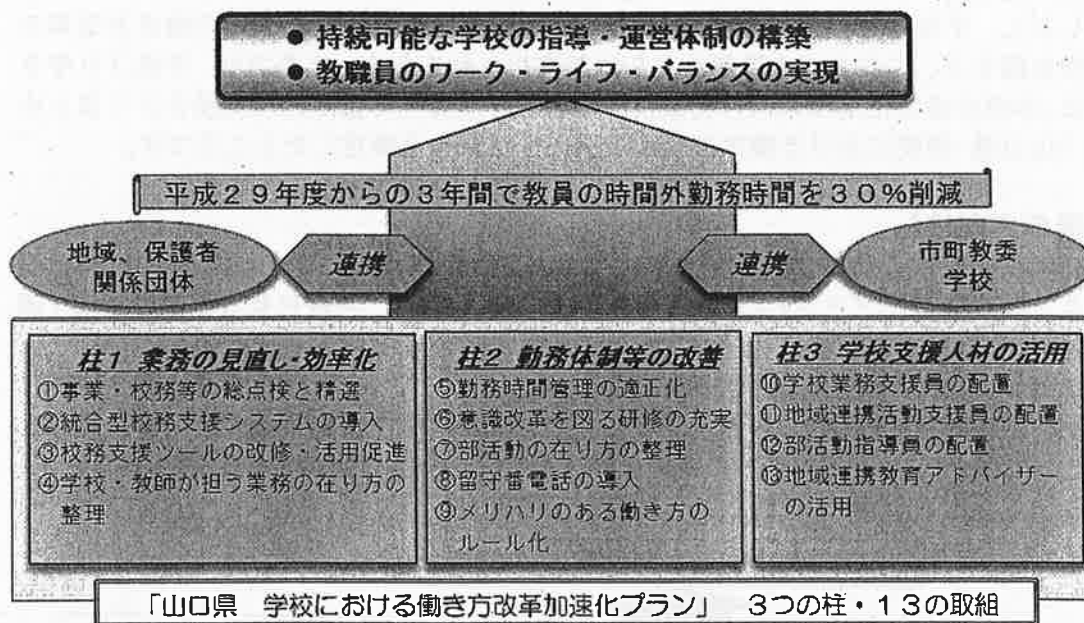 ● 持続可能な学校の指導・運営体制の構築
● 教職員のワーク・ライフ・バランスの実現
平成29年度からの3年間で教員の時間外勤務時間を30%削減
地域、保護者
関係団体
連携
連携
市町教委
学校
柱1 業務の見直し・効率化
①事業・校務等の総点検と精選
②統合型校務支援システムの導入
③校務支援ツールの改修・活用促進
④学校・教師が担う業務の在り方の
整理
柱2 勤務体制等の改善
⑤勤務時間管理の適正化
⑥意識改革を図る研修の充実
⑦部活動の在り方の整理
⑧留守番電話の導入
⑨メリハリのある働き方の
ルール化
柱3 学校支援人材の活用
⑩学校業務支援員の配置
⑪地域連携活動支援員の配置
⑫部活動指導員の配置
⑬地域連携教育アドバイザー
の活用
「山口県 学校における働き方改革加速化プラン」 3つの柱・13の取組